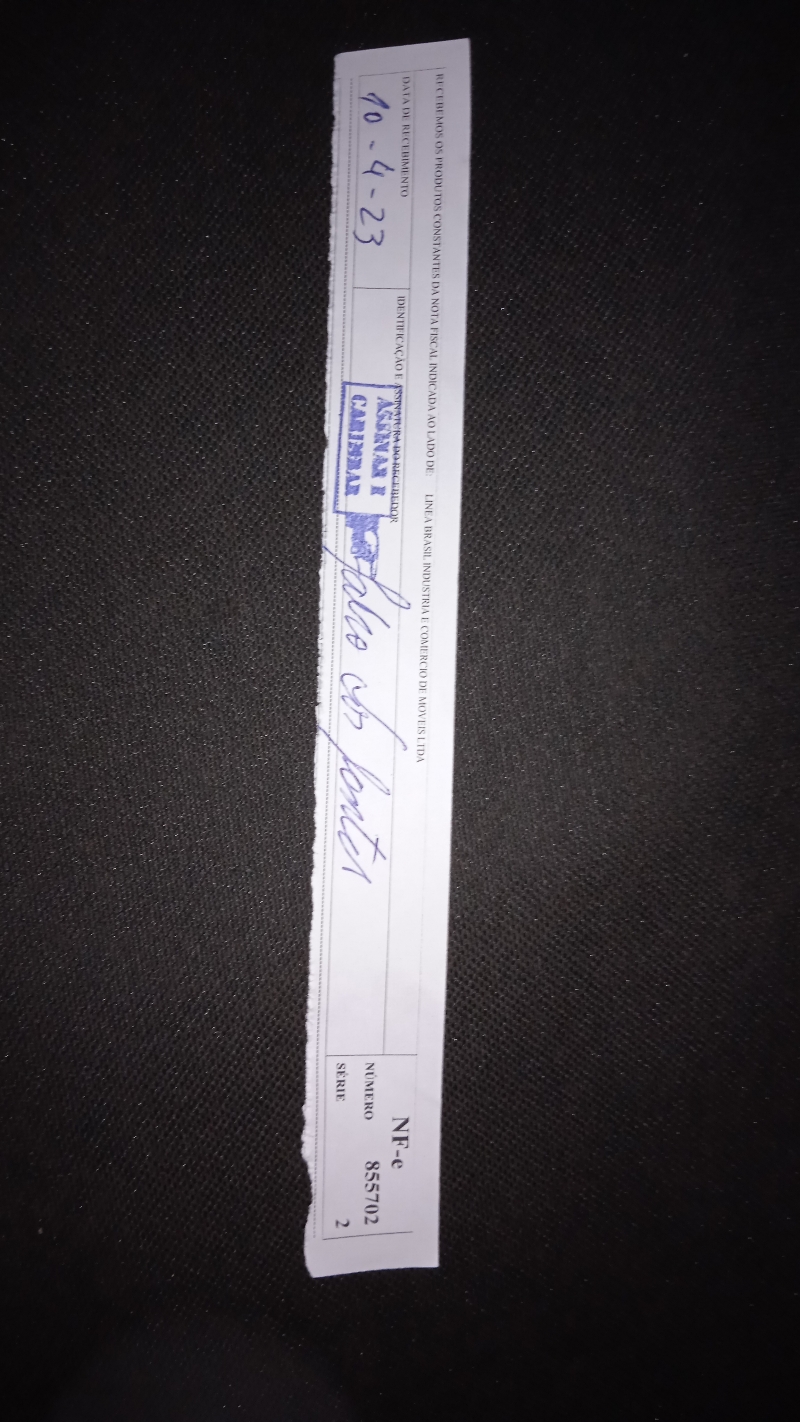 RECEBEMOS OS PRODUTOS CONSTANTES DA NOTA FISCAL INDICADA AO LADO DE: LINEA BRASIL INDUSTRIA E COMERCIO DE MOVEIS LTDA
DATA DE RECEBIMENTO
10-4-23
IDENTIFICAÇÃO E ASSINATURA DO RECEBEDOR
ASSINAR E
CARIMBAR
fontes
NF-e
NÚMERO 855702
SÉRIE 2